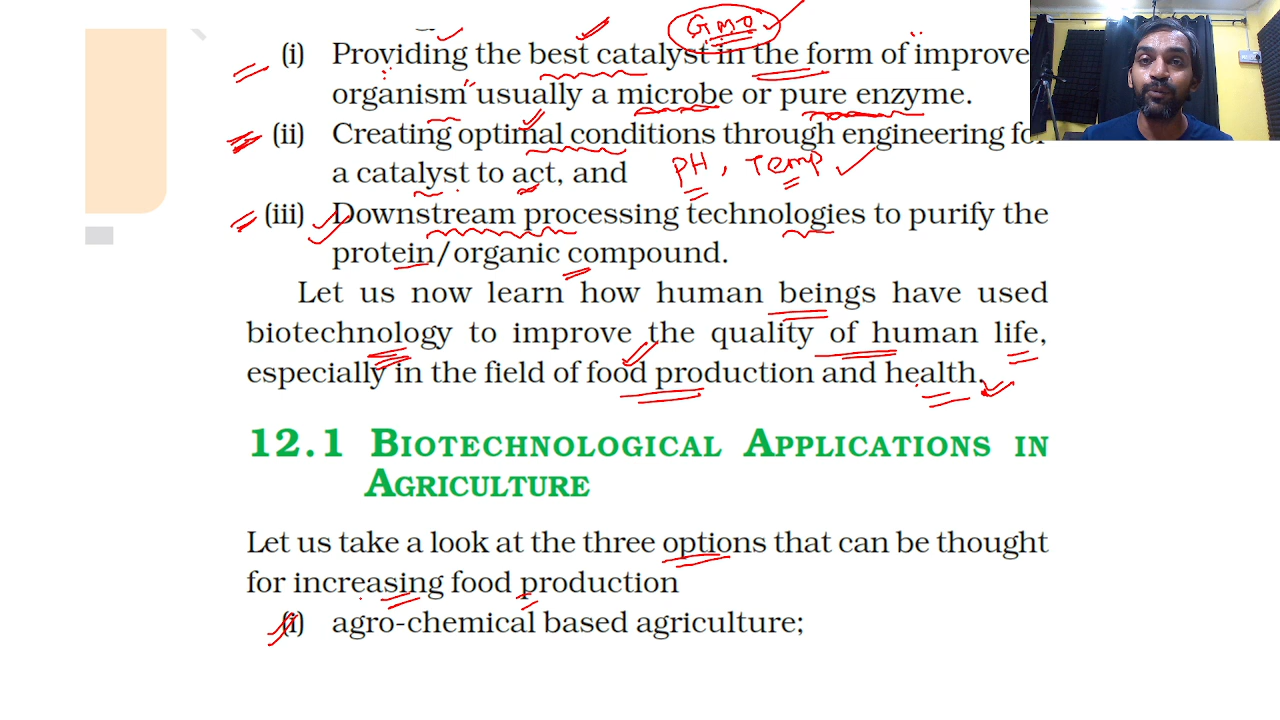 GMO
(i) Providing the best catalyst in the form of improve
organism usually a microbe or pure enzyme.
(ii) Creating optimal conditions through engineering fo
a catalyst to act, and
PH, Temp
(iii) Downstream processing technologies to purify the
protein/organic compound.
Let us now learn how human beings have used
biotechnology to improve the quality of human life,
especially in the field of food production and health.
12.1 BIOTECHNOLOGICAL APPLICATIONS IN
AGRICULTURE
Let us take a look at the three options that can be thought
for increasing food production
(i) agro-chemical based agriculture;